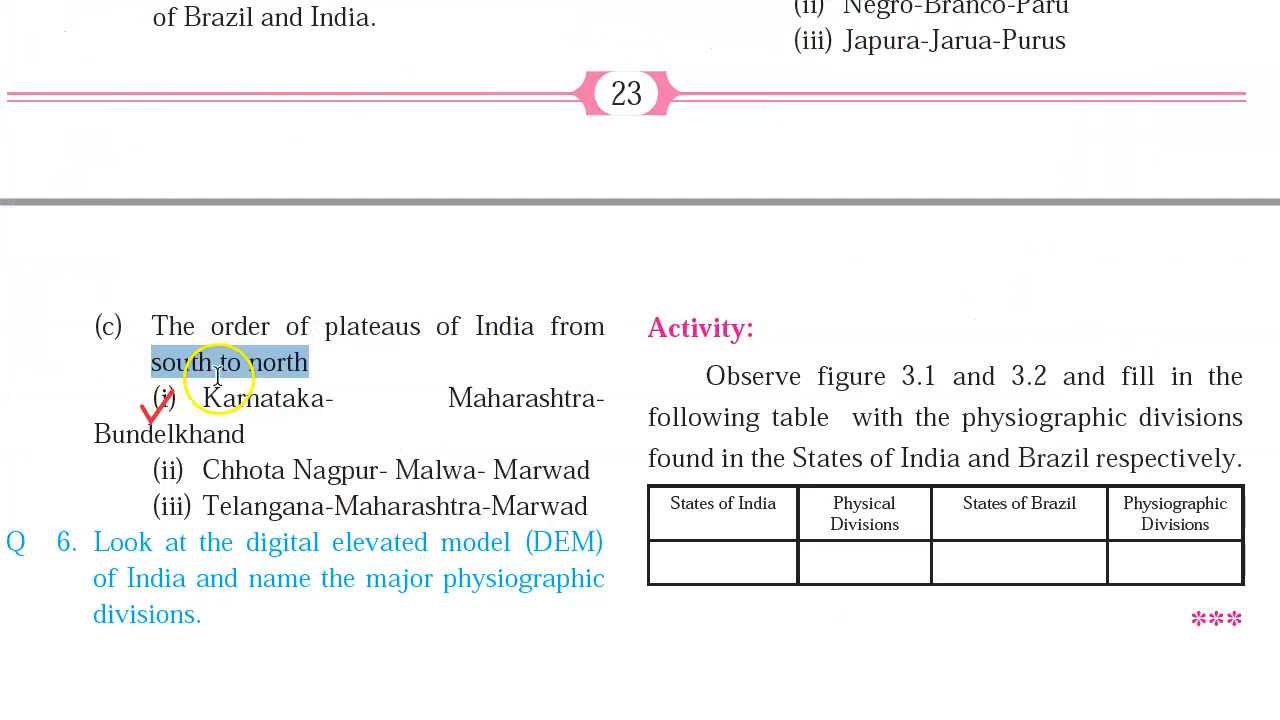 of Brazil and India.
(ii) Negro-Branco-Paru
(iii) Japura-Jarua-Purus
23
(c) The order of plateaus of India from
south to north
(i) Karnataka- Maharashtra-
Bundelkhand
(ii) Chhota Nagpur- Malwa- Marwad
(iii) Telangana-Maharashtra-Marwad
Q 6. Look at the digital elevated model (DEM)
of India and name the major physiographic
divisions.
Activity:
Observe figure 3.1 and 3.2 and fill in the
following table with the physiographic divisions
found in the States of India and Brazil respectively.
States of India Physical Divisions States of Brazil Physiographic Divisions
***